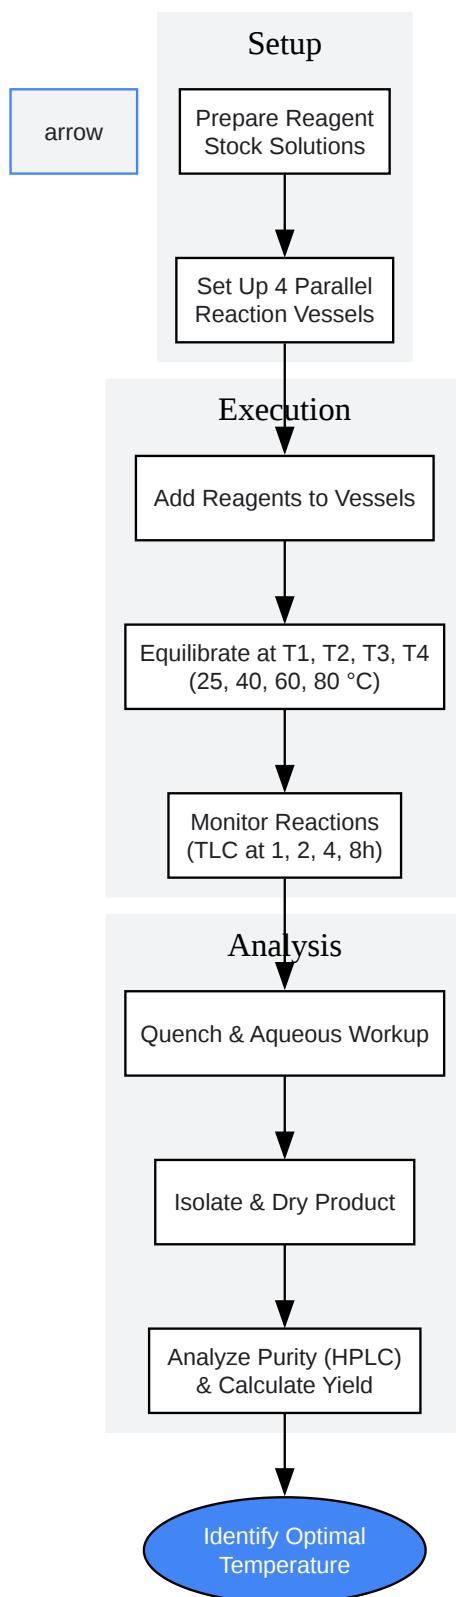 Setup
arrow
Prepare Reagent
Stock Solutions
Set Up 4 Parallel
Reaction Vessels
Execution
Add Reagents to Vessels
Equilibrate at T1, T2, T3, T4
(25, 40, 60, 80 °C)
Monitor Reactions
(TLC at 1, 2, 4, 8h)
Analysis
Quench & Aqueous Workup
Isolate & Dry Product
Analyze Purity (HPLC)
& Calculate Yield
Identify Optimal
Temperature